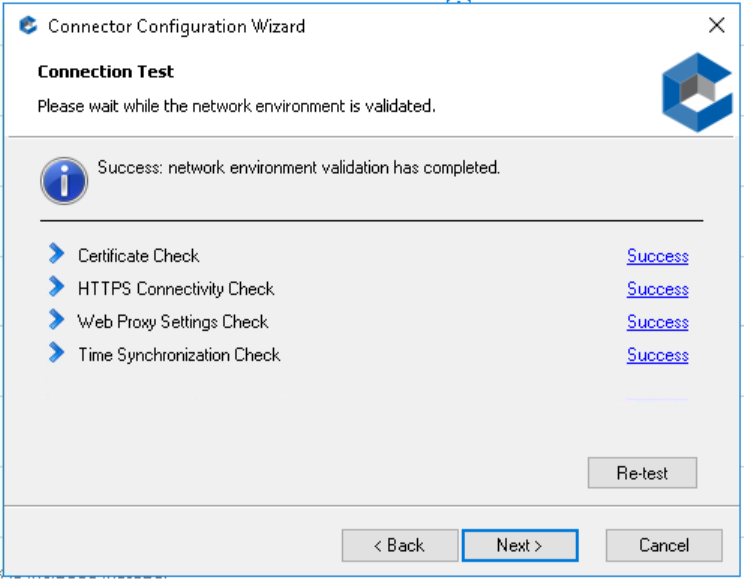 Connector Configuration Wizard
Connection Test
Please wait while the network environment is validated.
Success: network environment validation has completed.
Certificate Check Success
HTTPS Connectivity Check Success
Web Proxy Settings Check Success
Time Synchronization Check Success
Re-test
< Back Next > Cancel